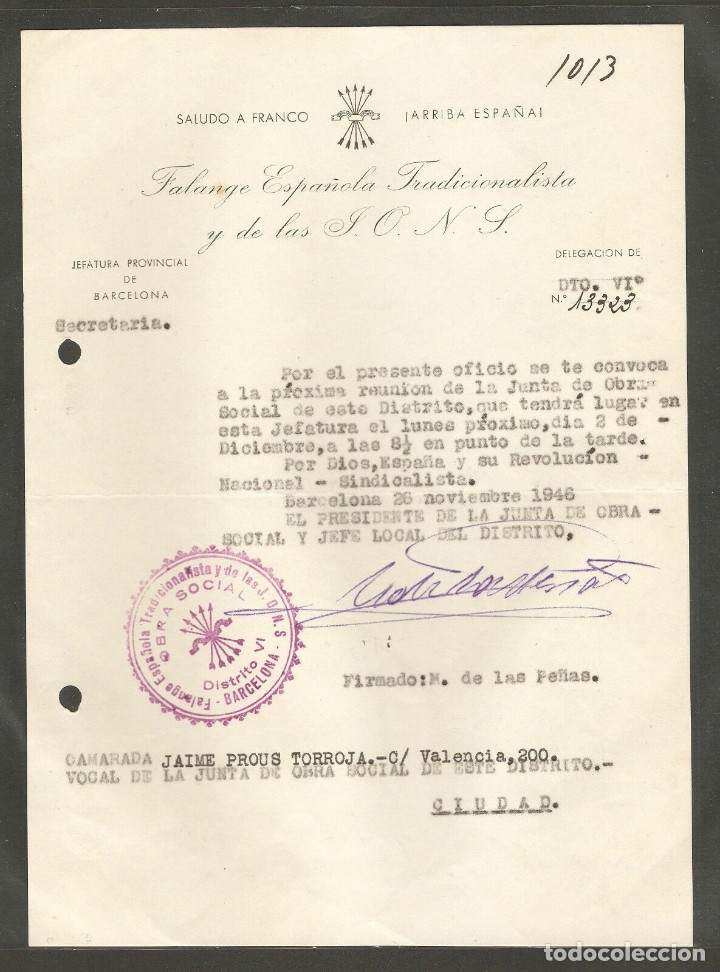 1013
SALUDO A FRANCO ¡ARRIBA ESPAÑA!
Falange Española Tradicionalista
y de las J. O. N. S.
JEFATURA PROVINCIAL
DE
BARCELONA
DELEGACION DE
DTO. VIº
N.º 13323
Secretaria.
Por el presente oficio se te convoca
a la próxima reunión de la Junta de Obra-
Social de este Distrito,que tendrá lugar en
esta Jefatura el lunes próximo,dia 2 de -
Diciembre,a las 8½ en punto de la tarde.
Por Dios,España y su Revolución -
Nacional - Sindicalista.
Barcelona 26 noviembre 1946
EL PRESIDENTE DE LA JUNTA DE OBRA -
SOCIAL Y JEFE LOCAL DEL DISTRITO,
Falange Española Tradicionalista y de las J.O.N.S. - BARCELONA -
OBRA SOCIAL
Distrito VI
Firmado:M. de las Peñas.
CAMARADA JAIME PROUS TORROJA.-C/ Valencia,200.
VOCAL DE LA JUNTA DE OBRA SOCIAL DE ESTE DISTRITO.-
CIUDAD.
todocoleccion